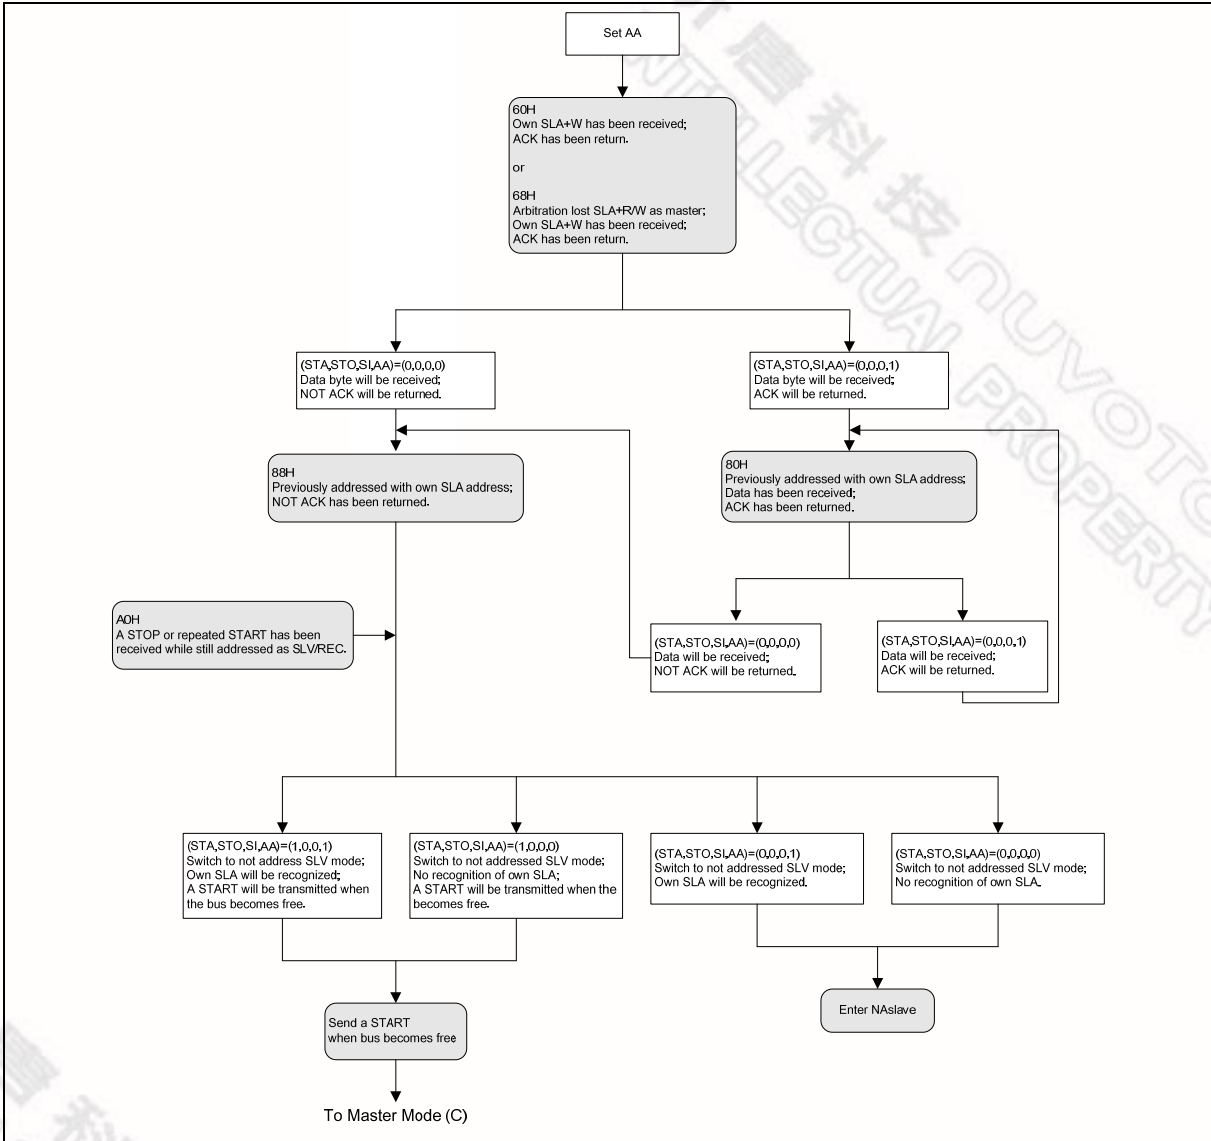 Set AA
60H
Own SLA+W has been received;
ACK has been return.
or
68H
Arbitration lost SLA+R/W as master;
Own SLA+W has been received;
ACK has been return.
(STA,STO,SI,AA)=(0,0,0,0)
Data byte will be received;
NOT ACK will be returned.
(STA,STO,SI,AA)=(0,0,0,1)
Data byte will be received;
ACK will be returned.
88H
Previously addressed with own SLA address;
NOT ACK has been returned.
80H
Previously addressed with own SLA address;
Data has been received;
ACK has been returned.
A0H
A STOP or repeated START has been
received while still addressed as SLV/REC.
(STA,STO,SI,AA)=(0,0,0,0)
Data will be received;
NOT ACK will be returned.
(STA,STO,SI,AA)=(0,0,0,1)
Data will be received;
ACK will be returned.
(STA,STO,SI,AA)=(1,0,0,1)
Switch to not address SLV mode;
Own SLA will be recognized;
A START will be transmitted when
the bus becomes free.
(STA,STO,SI,AA)=(1,0,0,0)
Switch to not addressed SLV mode;
No recognition of own SLA;
A START will be transmitted when the
becomes free.
(STA,STO,SI,AA)=(0,0,0,1)
Switch to not addressed SLV mode;
Own SLA will be recognized.
(STA,STO,SI,AA)=(0,0,0,0)
Switch to not addressed SLV mode;
No recognition of own SLA.
Send a START
when bus becomes free
Enter NAslave
To Master Mode (C)
唐科技 nuvoTo
INTELLECTUAL PROPERTY
唐科